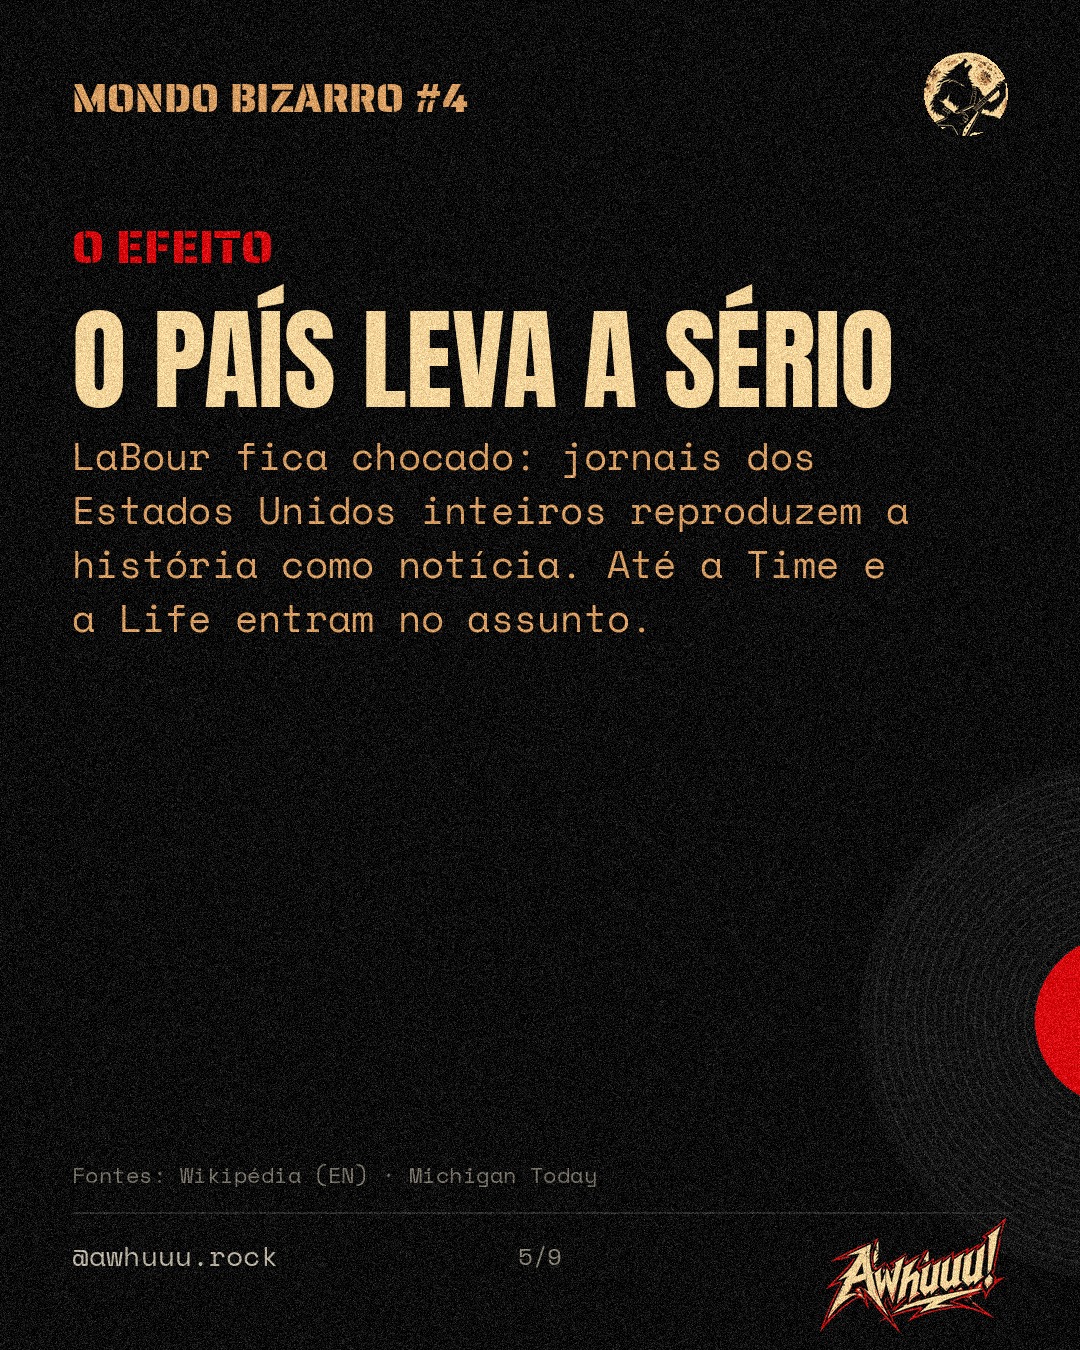 MONDO BIZARRO #4
O EFEITO
O PAÍS LEVA A SÉRIO
LaBour fica chocado: jornais dos
Estados Unidos inteiros reproduzem a
história como notícia. Até a Time e
a Life entram no assunto.
Fontes: Wikipédia (EN) · Michigan Today
@awhuuu.rock
5/9
Awhuuu!